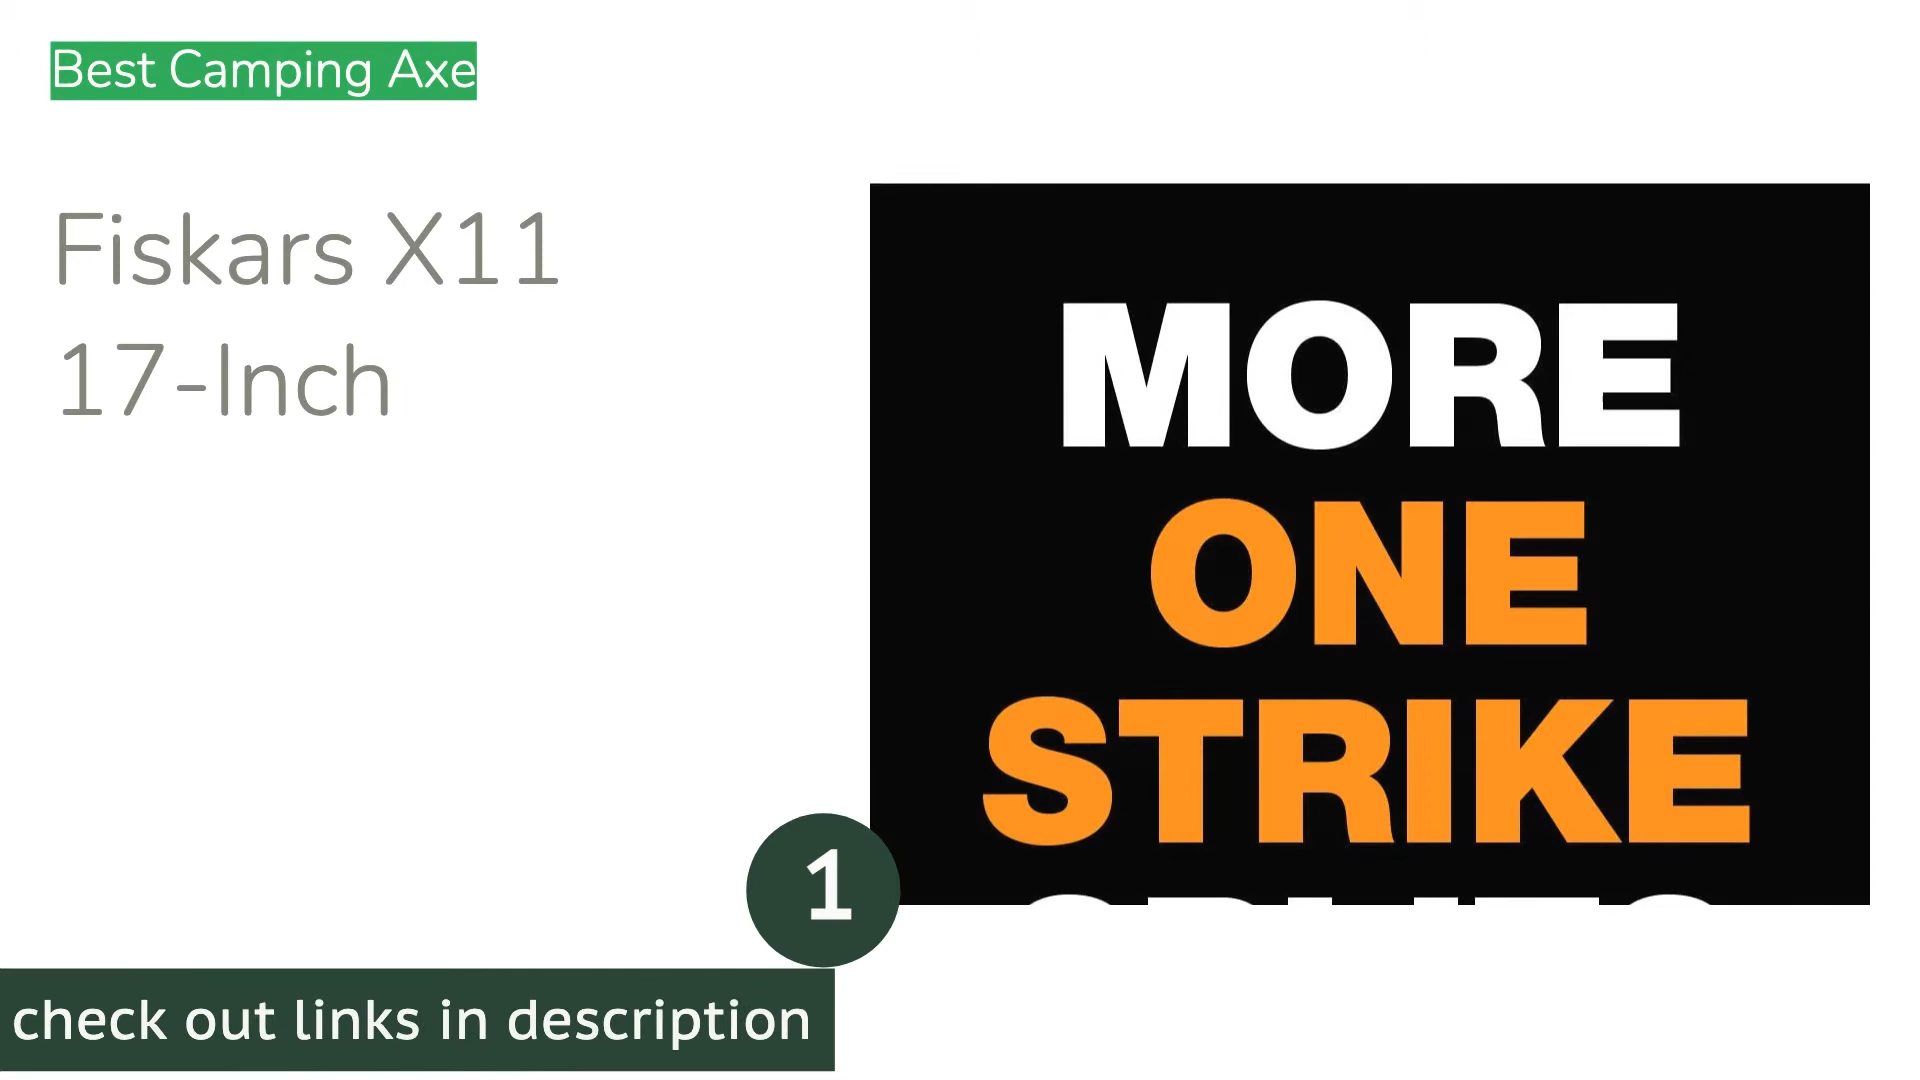 Best Camping Axe
Fiskars X11
17-Inch
MORE
ONE
STRIKE
1
check out links in description